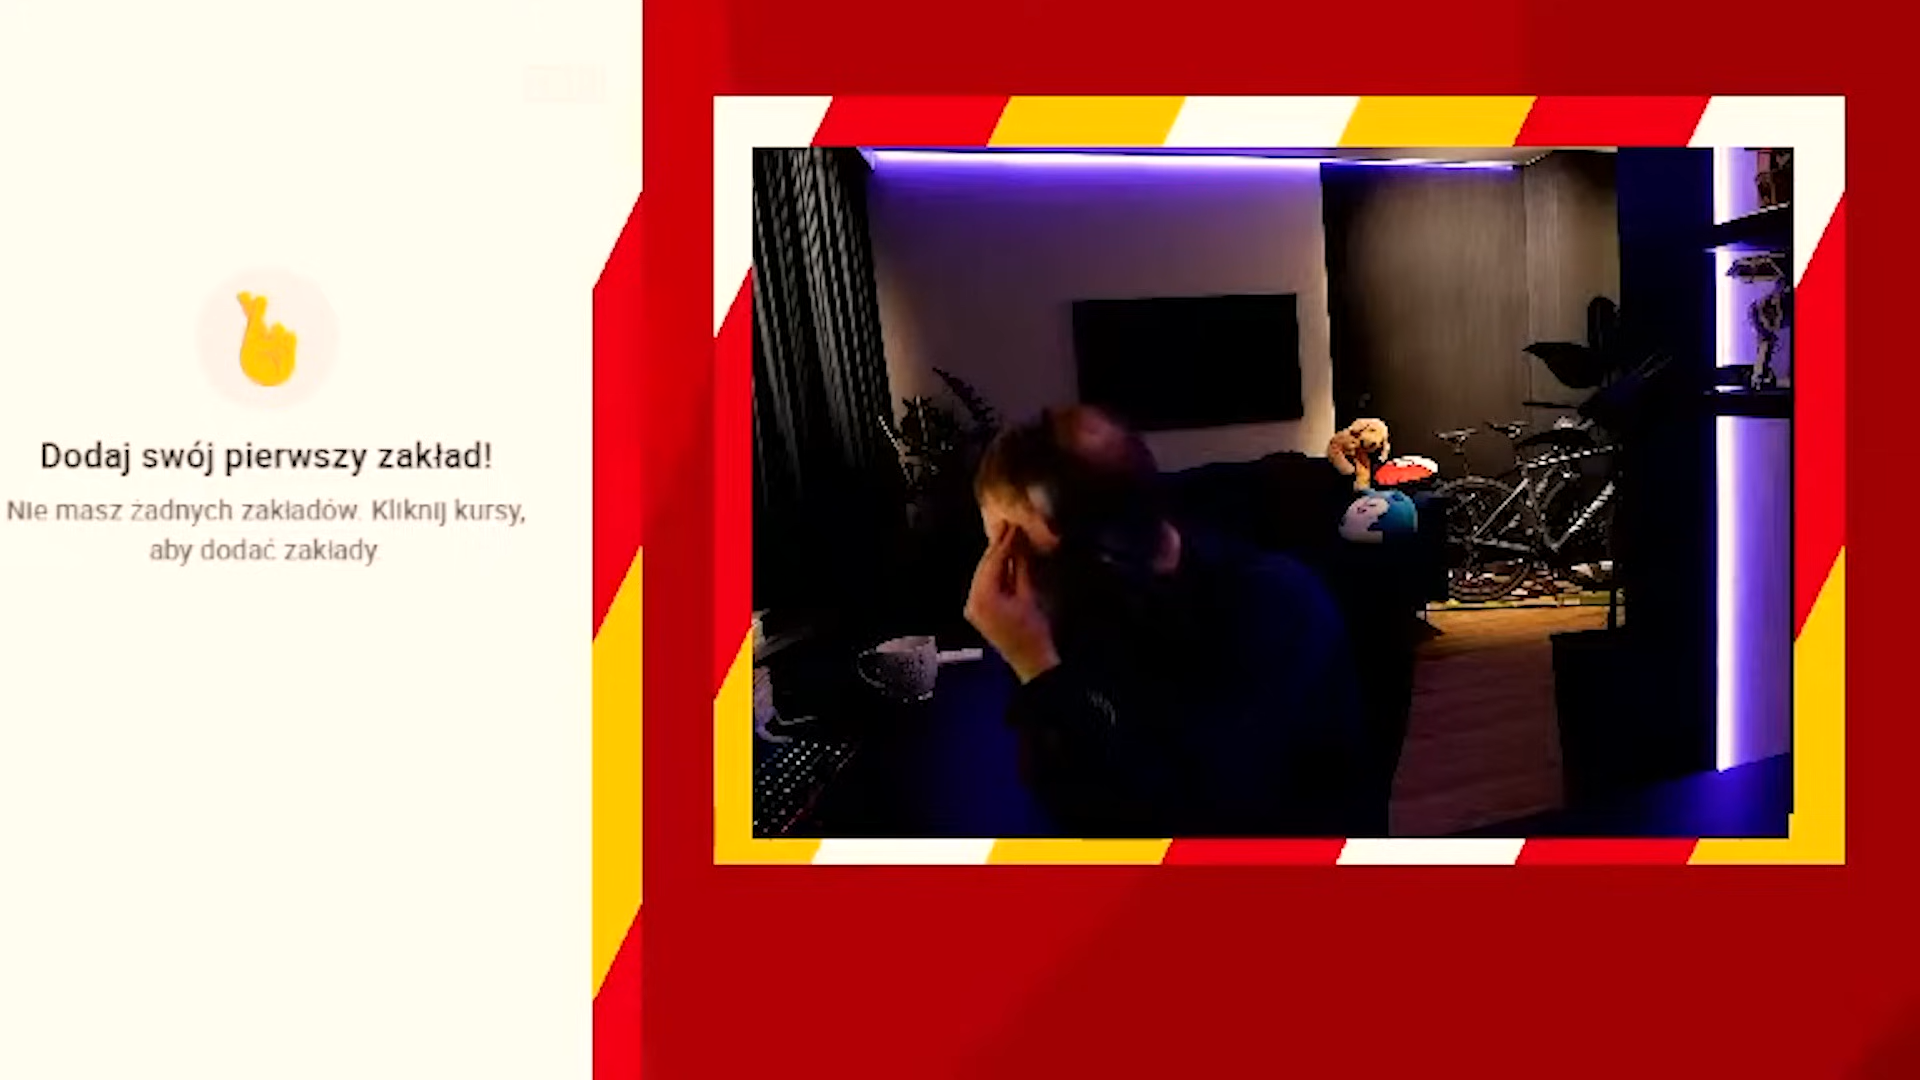 Dodaj swój pierwszy zakład!
Nie masz żadnych zakładów. Kliknij kursy,
aby dodać zakłady.